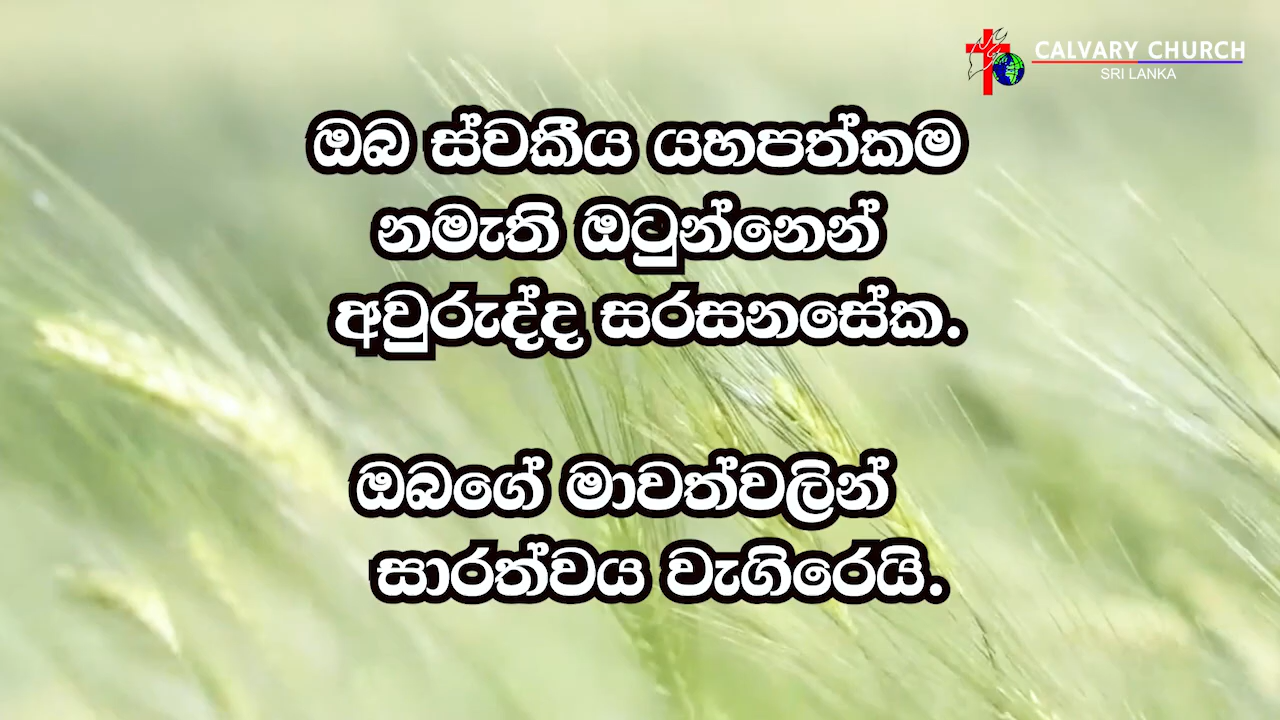 CALVARY CHURCH
SRI LANKA
ඔබ ස්වකීය යහපත්කම
නමැති ඔටුන්නෙන්
අවුරුද්ද සරසනසේක.
ඔබගේ මාවත්වලින්
සාරත්වය වැගිරෙයි.